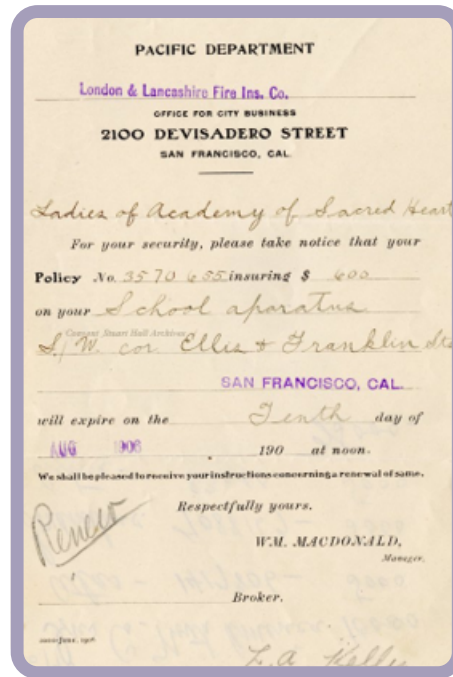 PACIFIC DEPARTMENT
London & Lancashire Fire Ins. Co.
OFFICE FOR CITY BUSINESS
2100 DEVISADERO STREET
SAN FRANCISCO, CAL.
Ladies of Academy of Sacred Heart
For your security, please take notice that your
Policy No. 3570655 insuring $ 600
on your School aparatus
Convent Stuart Hall Archives
S/W. cor Ellis & Franklin Sts
SAN FRANCISCO, CAL.
will expire on the Tenth day of
AUG 1906 190 at noon.
We shall be pleased to receive your instructions concerning a renewal of same.
Renew
Respectfully yours.
WM. MACDONALD,
Manager.
Broker.